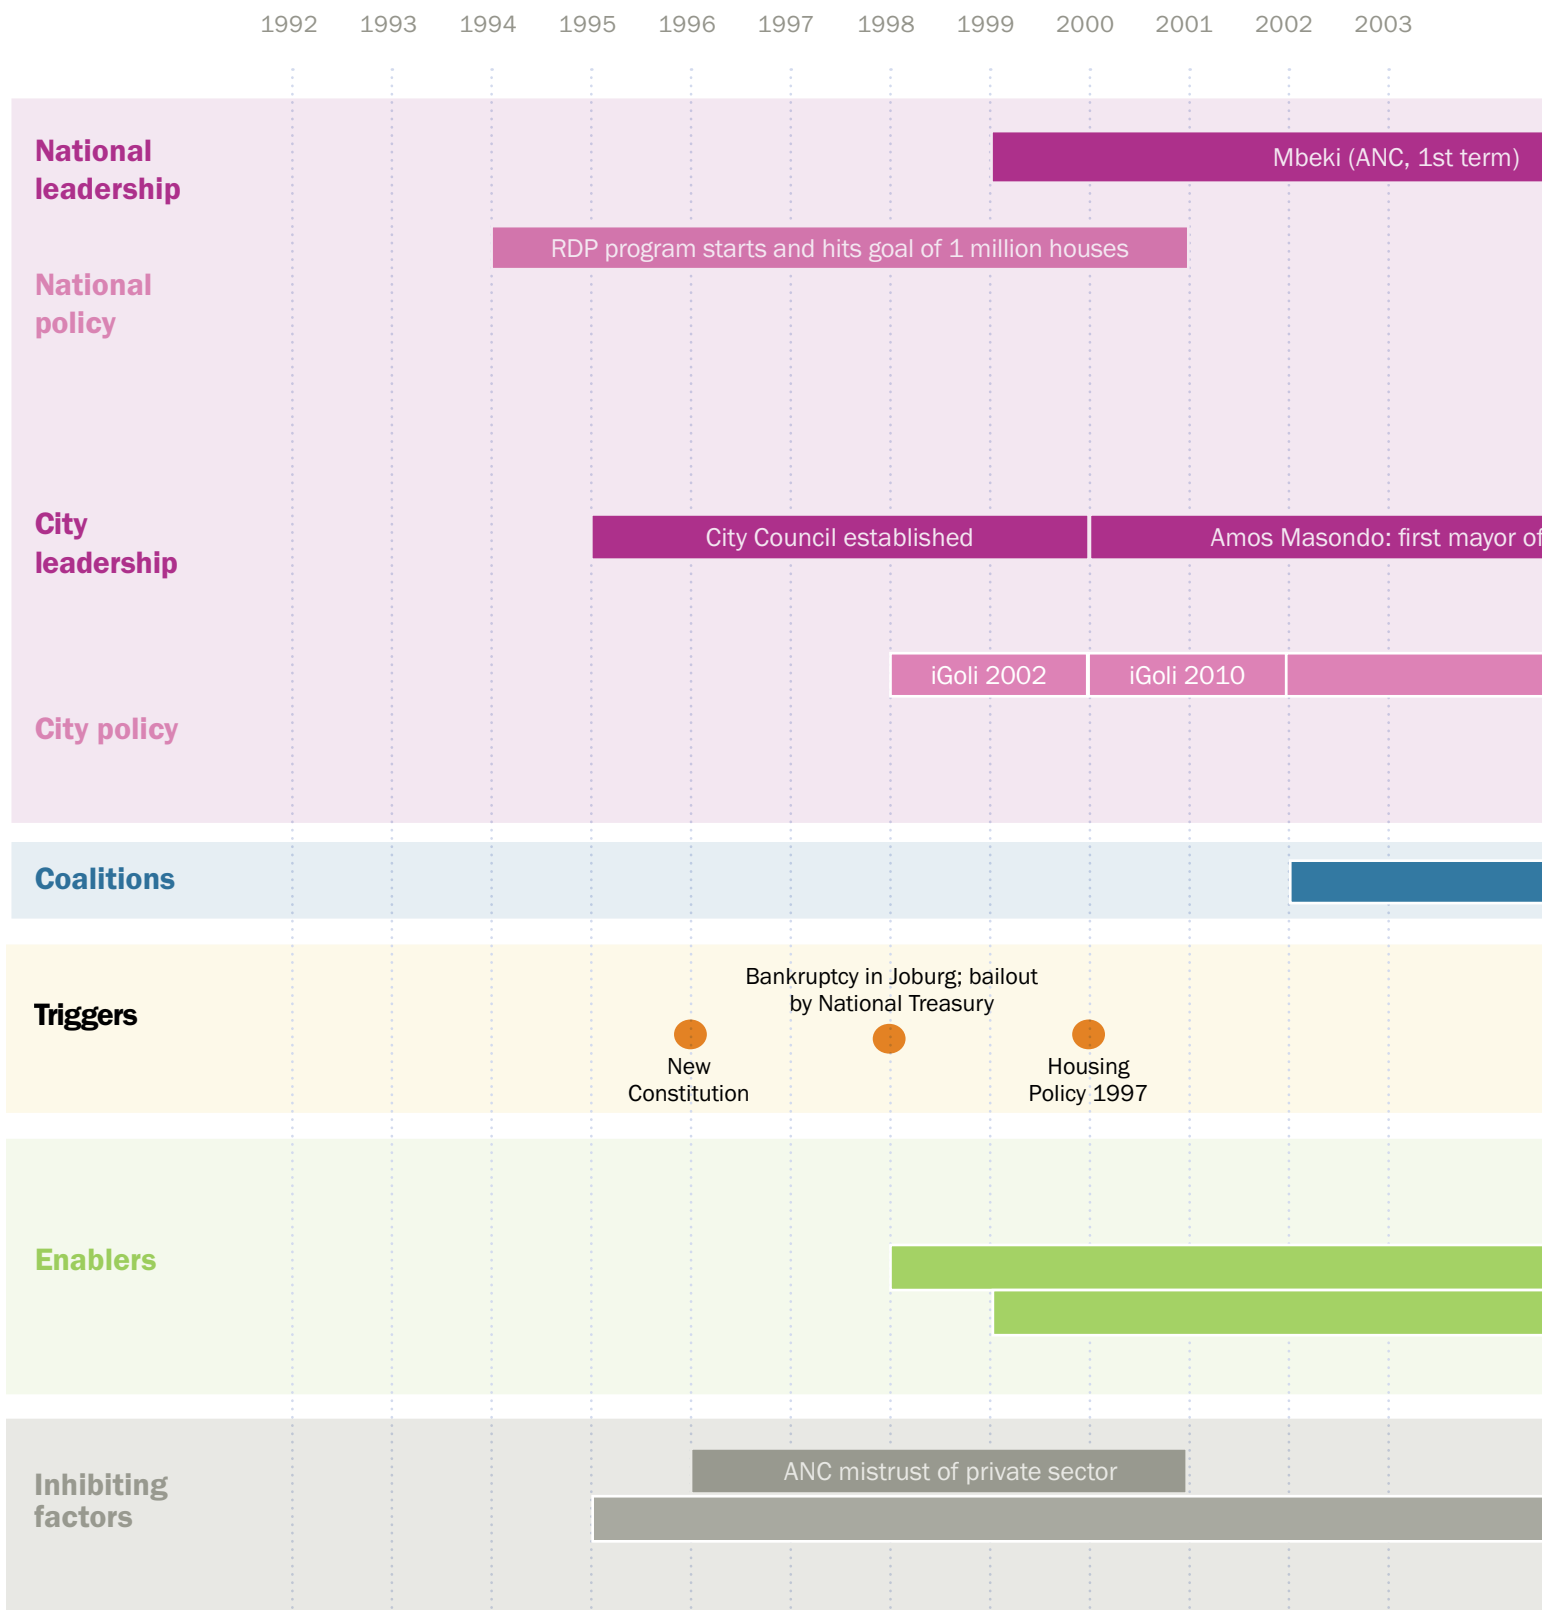 1992 1993 1994 1995 1996 1997 1998 1999 2000 2001 2002 2003
National
leadership
Mbeki (ANC, 1st term)
RDP program starts and hits goal of 1 million houses
National
policy
City
leadership
City Council established
Amos Masondo: first mayor of
iGoli 2002
iGoli 2010
City policy
Coalitions
Triggers
Bankruptcy in Joburg; bailout
by National Treasury
New
Constitution
Housing
Policy 1997
Enablers
Inhibiting
factors
ANC mistrust of private sector